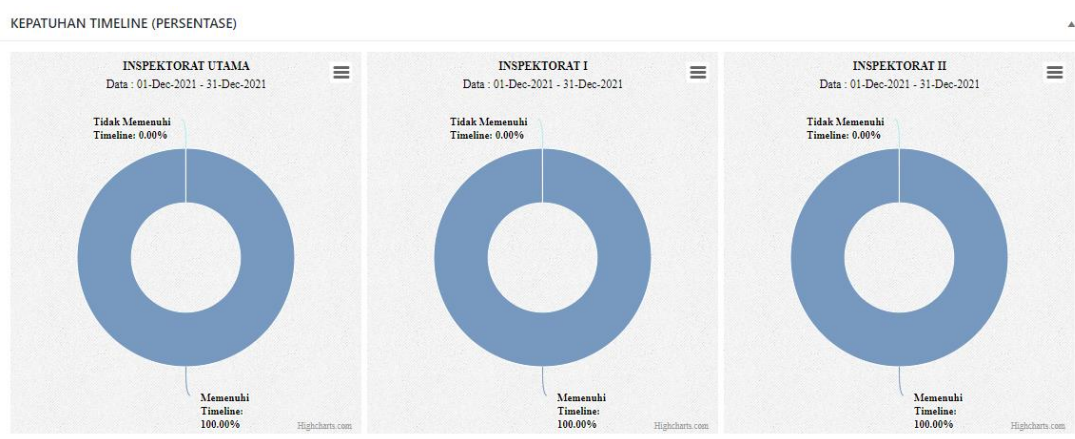 KEPATUHAN TIMELINE (PERSENTASE)
INSPEKTORAT UTAMA
Data : 01-Dec-2021 - 31-Dec-2021
Tidak Memenuhi
Timeline: 0.00%
Memenuhi
Timeline:
100.00%
Highcharts.com
INSPEKTORAT I
Data : 01-Dec-2021 - 31-Dec-2021
Tidak Memenuhi
Timeline: 0.00%
Memenuhi
Timeline:
100.00%
Highcharts.com
INSPEKTORAT II
Data : 01-Dec-2021 - 31-Dec-2021
Tidak Memenuhi
Timeline: 0.00%
Memenuhi
Timeline:
100.00%
Highcharts.com